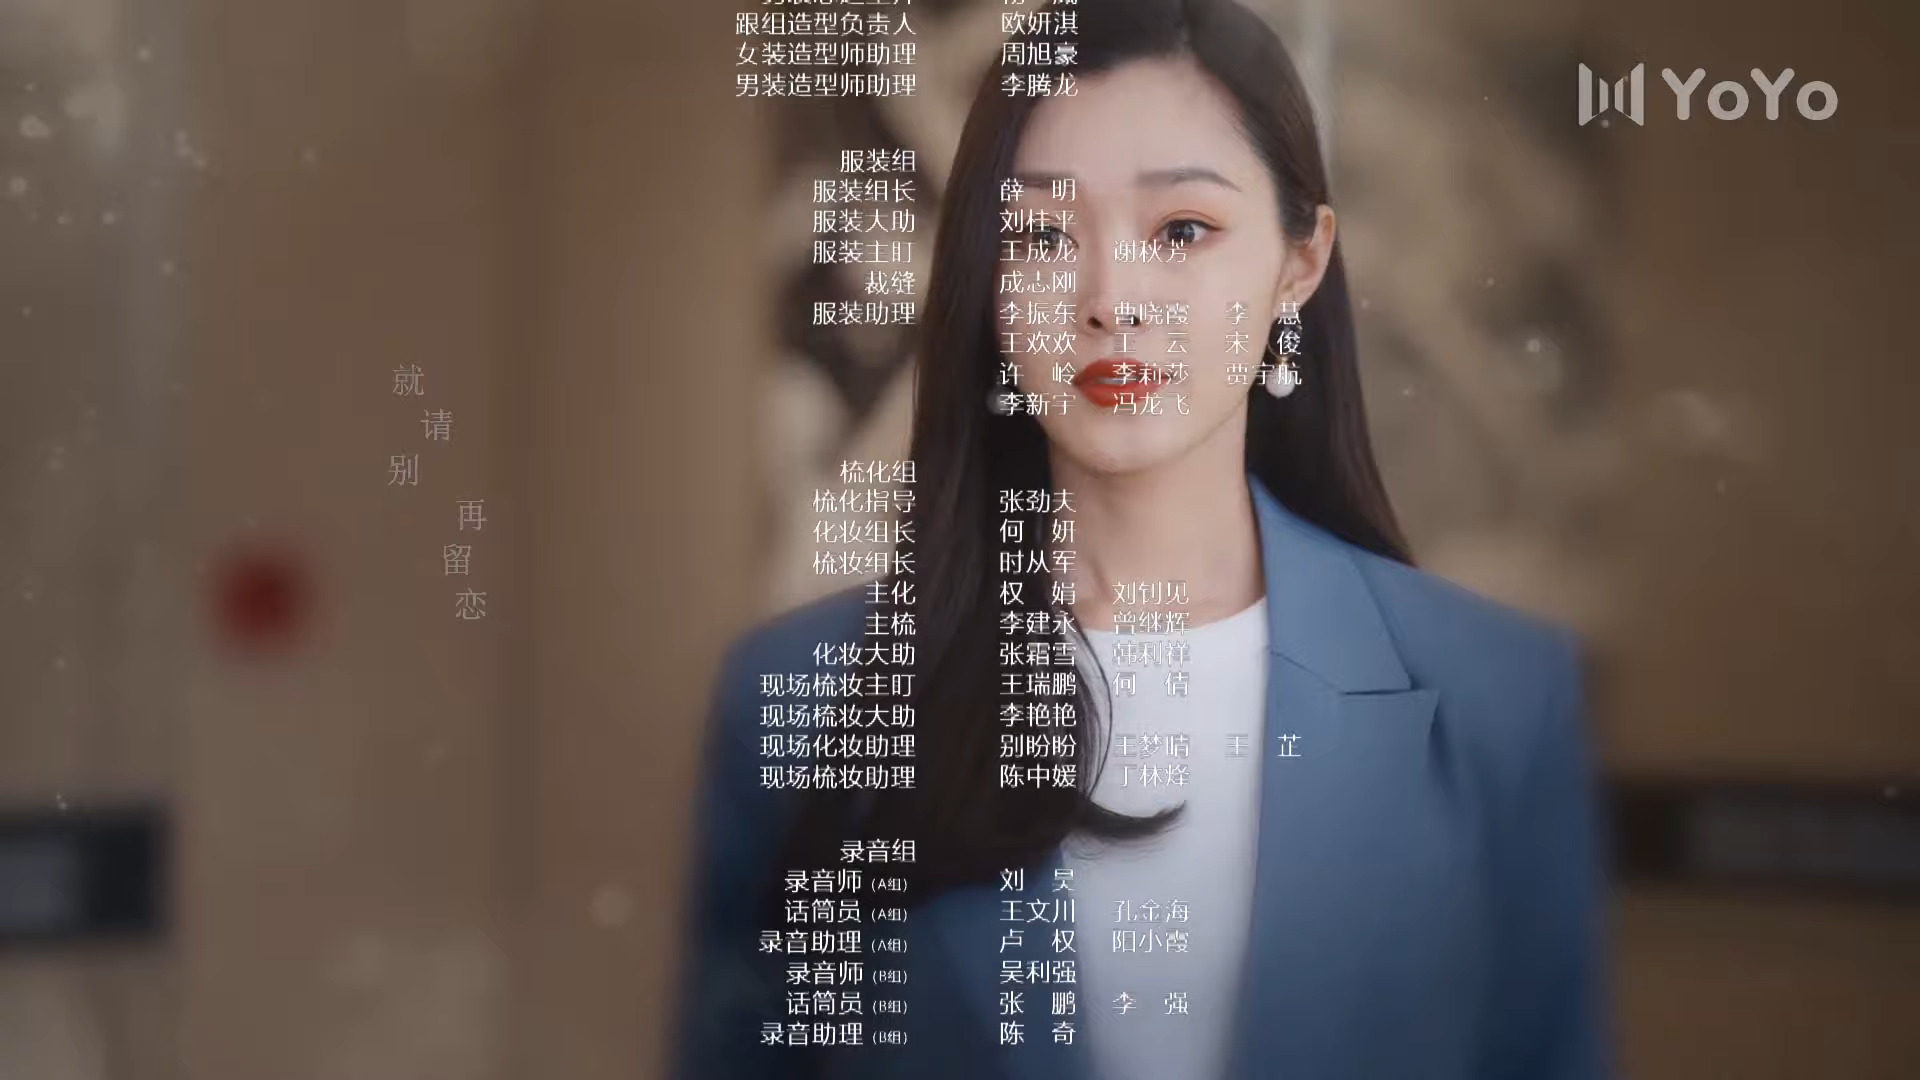 跟组造型负责人 欧妍淇
女装造型师助理 周旭豪
男装造型师助理 李腾龙
YoYo
服装组
服装组长 薛 明
服装大助 刘桂平
服装主盯 王成龙 谢秋芳
裁缝 成志刚
服装助理 李振东 曹晓霞 李 慧
王欢欢 王 云 宋 俊
许 岭 李莉莎 贾宇航
李新宇 冯龙飞
就
请
别
再
留
恋
梳化组
梳化指导 张劲夫
化妆组长 何 妍
梳妆组长 时从军
主化 权 娟 刘钊见
主梳 李建永 曾继辉
化妆大助 张霜雪 韩利祥
现场梳妆主盯 王瑞鹏 何 倩
现场梳妆大助 李艳艳
现场化妆助理 别盼盼 王梦晴 王 芷
现场梳妆助理 陈中媛 丁林烽
录音组
录音师 (A组) 刘 昊
话筒员 (A组) 王文川 孔金海
录音助理 (A组) 卢 权 阳小霞
录音师 (B组) 吴利强
话筒员 (B组) 张 鹏 李 强
录音助理 (B组) 陈 奇